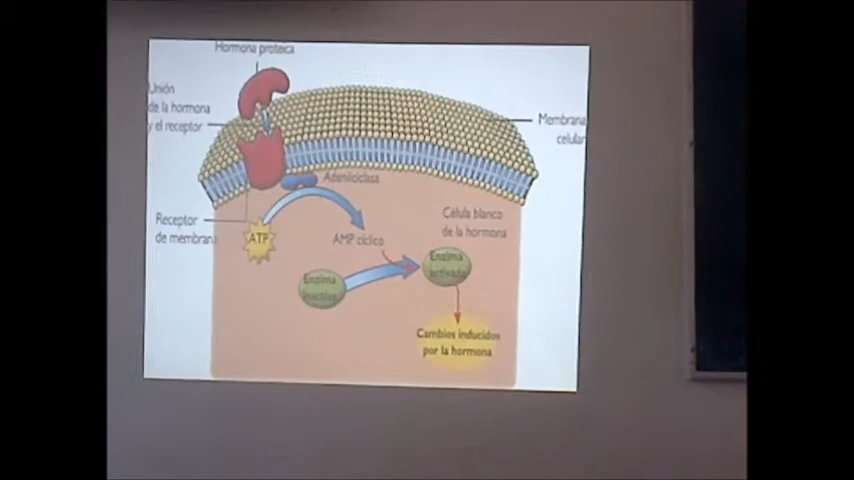 Hormona proteica
Unión
de la hormona
y el receptor
Membrana
celular
Adenilciclasa
Receptor
de membrana
ATP
AMP cíclico
Célula blanco
de la hormona
Enzima
inactiva
Enzima
activada
Cambios inducidos
por la hormona